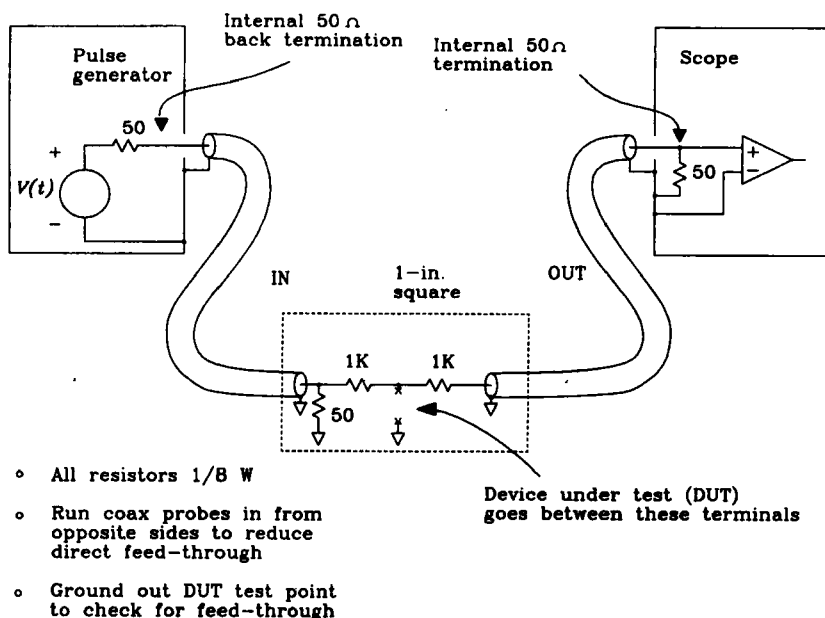 Internal 50 Ω
back termination
Pulse
generator
Internal 50Ω
termination
Scope
50
+
V(t)
−
+
−
50
IN
1−in.
square
OUT
1K
1K
50
x
x
Device under test (DUT)
goes between these terminals
∘ All resistors 1/8 W
∘ Run coax probes in from
opposite sides to reduce
direct feed−through
∘ Ground out DUT test point
to check for feed−through